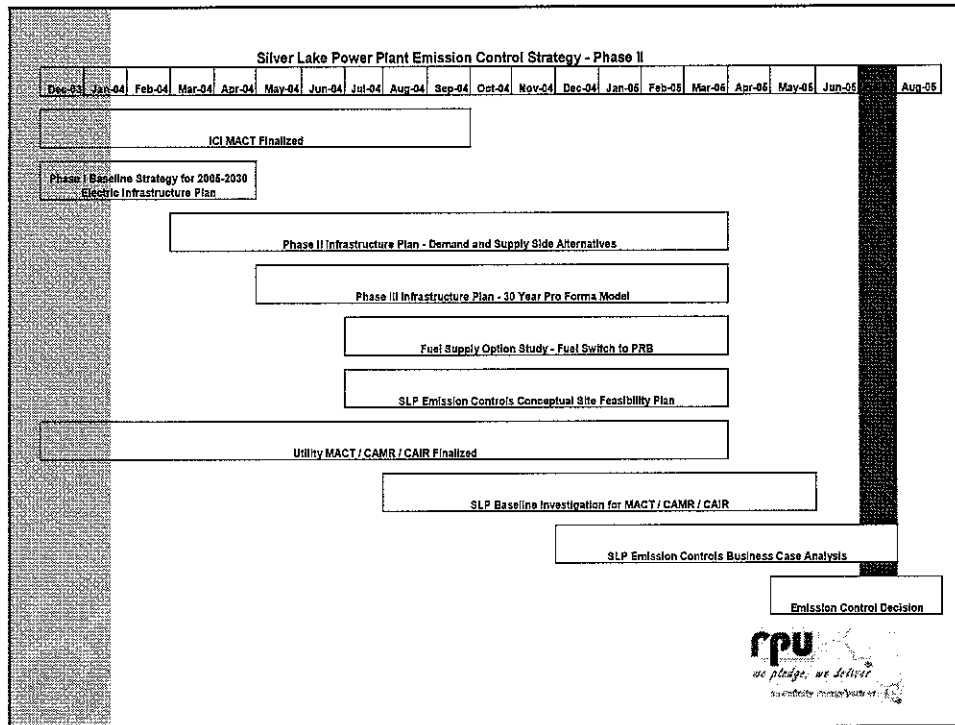 Silver Lake Power Plant Emission Control Strategy - Phase II
Dec-03 Jan-04 Feb-04 Mar-04 Apr-04 May-04 Jun-04 Jul-04 Aug-04 Sep-04 Oct-04 Nov-04 Dec-04 Jan-05 Feb-05 Mar-05 Apr-05 May-05 Jun-05 Aug-05
ICI MACT Finalized
Phase I Baseline Strategy for 2005-2030
Electric Infrastructure Plan
Phase II Infrastructure Plan - Demand and Supply Side Alternatives
Phase III Infrastructure Plan - 30 Year Pro Forma Model
Fuel Supply Option Study - Fuel Switch to PRB
SLP Emission Controls Conceptual Site Feasibility Plan
Utility MACT / CAMR / CAIR Finalized
SLP Baseline Investigation for MACT / CAMR / CAIR
SLP Emission Controls Business Case Analysis
Emission Control Decision
rpu
we pledge, we deliver